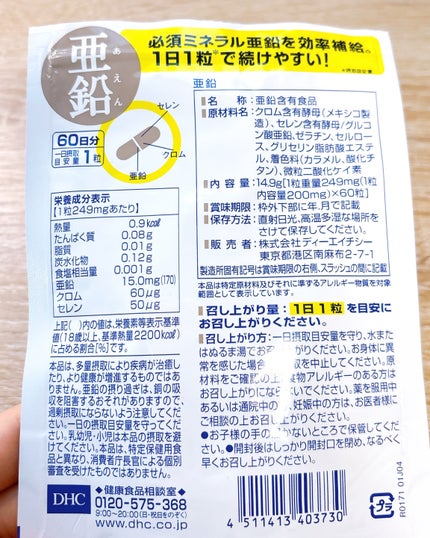 亜鉛
あえん
必須ミネラル亜鉛を効率補給。
1日1粒※で続けやすい!
※摂取目安量
60日分
一日摂取目安量1粒
セレン
クロム
亜鉛
栄養成分表示
[1粒249mgあたり]
熱量 0.9kcal
たんぱく質 0.08g
脂質 0.01g
炭水化物 0.12g
食塩相当量 0.001g
亜鉛 15.0mg(170)
クロム 60μg
セレン 50μg
上記( )内の値は、栄養素等表示基準
値(18歳以上、基準熱量2200kcal)
に占める割合[%]です。
本品は、多量摂取により疾病が治癒し
たり、より健康が増進するものではあ
りません。亜鉛の摂り過ぎは、銅の吸
収を阻害するおそれがありますので、
過剰摂取にならないよう注意してくだ
さい。一日の摂取目安量を守ってくだ
さい。乳幼児・小児は本品の摂取を避
けてください。本品は、特定保健用食
品と異なり、消費者庁長官による個別
審査を受けたものではありません。
亜鉛
名称:亜鉛含有食品
原材料名:クロム含有酵母(メキシコ製
造)、セレン含有酵母/グルコ
ン酸亜鉛、ゼラチン、セルロー
ス、グリセリン脂肪酸エステ
ル、着色料(カラメル、酸化チ
タン)、微粒二酸化ケイ素
内容量:14.9g[1粒重量249mg(1粒
内容量200mg)×60粒]
賞味期限:枠外下部に年、月で記載
保存方法:直射日光、高温多湿な場所を
さけて保存してください。
販売者:株式会社ディーエイチシー
東京都港区南麻布2-7-1
製造所固有記号は賞味期限の右側、スラッシュの間に記載
本品は特定原材料及びそれに準ずるアレルギー物質を対象
範囲として表示しています。
●召し上がり量:1日1粒を目安に
お召し上がりください。
●召し上がり方:一日摂取目安量を守り、水また
はぬるま湯で がりください。お身体に異
常を感じた場合 取を中止してください。原
材料をご確認の上 物アレルギーのある方は
お召し上がりにならないでください。薬を服用中
あるいは通院中の 、妊娠中の方は、お医者様に
ご相談の上お召し上がりください。
●お子様の手の かないところで保管してくだ
さい。●開封後はしっかり開封口を閉め、なるべく
早くお召し上がりください。
DHC
◆健康食品相談室◆
0120-575-368
9:00~20:00(日・祝日をのぞく)
www.dhc.co.jp
4 511413 403730
プラ
R0171 01J04